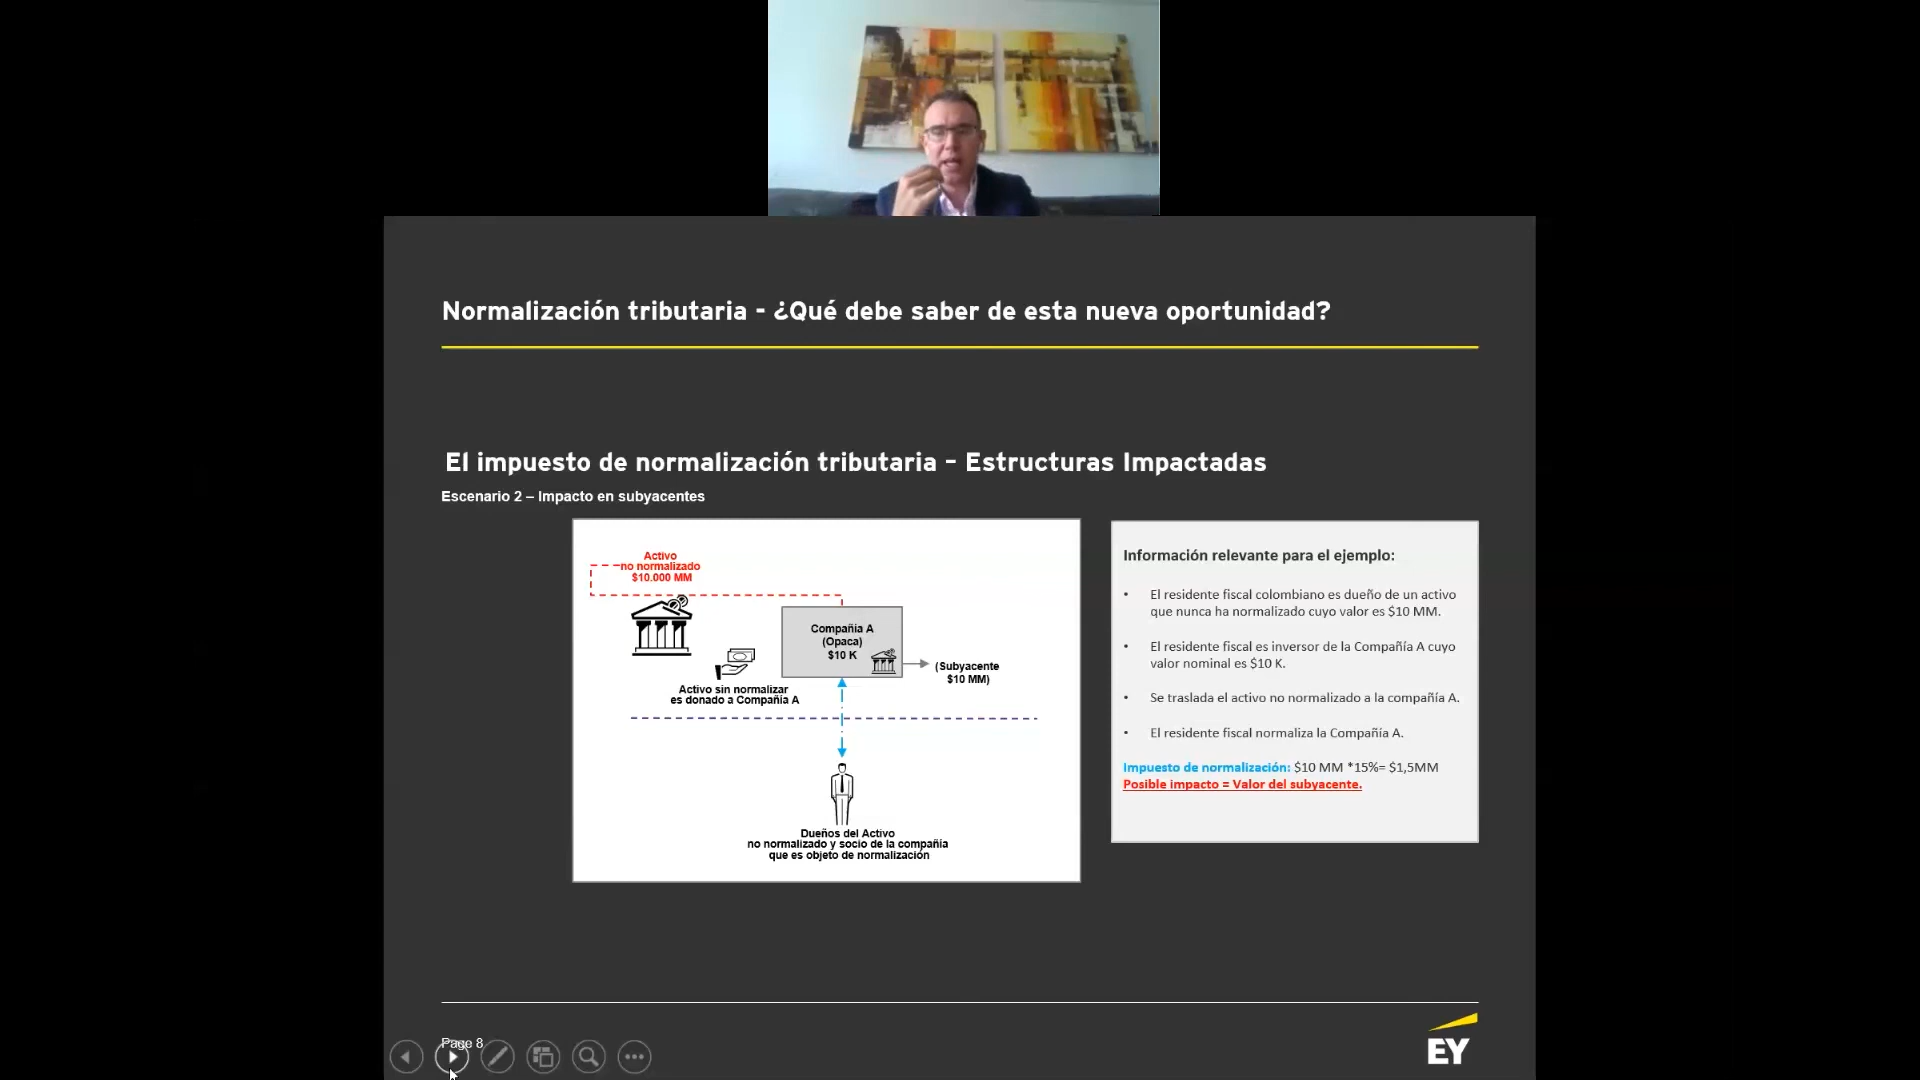 Normalización tributaria - ¿Qué debe saber de esta nueva oportunidad?
El impuesto de normalización tributaria – Estructuras Impactadas
Escenario 2 – Impacto en subyacentes
Activo
no normalizado
$10.000 MM
Compañia A
(Opaca)
$10 K
(Subyacente
$10 MM)
Activo sin normalizar
es donado a Compañia A
Dueños del Activo
no normalizado y socio de la compañia
que es objeto de normalización
Información relevante para el ejemplo:
• El residente fiscal colombiano es dueño de un activo
que nunca ha normalizado cuyo valor es $10 MM.
• El residente fiscal es inversor de la Compañía A cuyo
valor nominal es $10 K.
• Se traslada el activo no normalizado a la compañía A.
• El residente fiscal normaliza la Compañía A.
Impuesto de normalización: $10 MM *15%= $1,5MM
Posible impacto = Valor del subyacente.
Page 8
EY